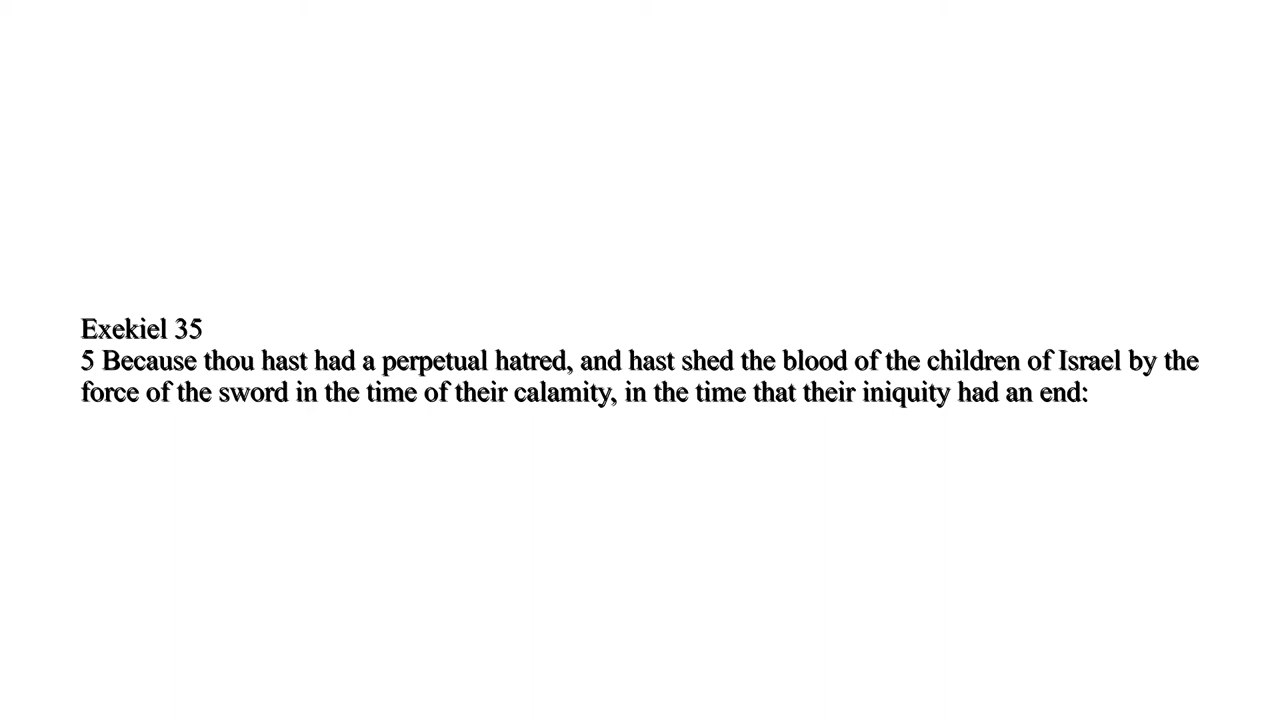 Exekiel 35
5 Because thou hast had a perpetual hatred, and hast shed the blood of the children of Israel by the
force of the sword in the time of their calamity, in the time that their iniquity had an end: